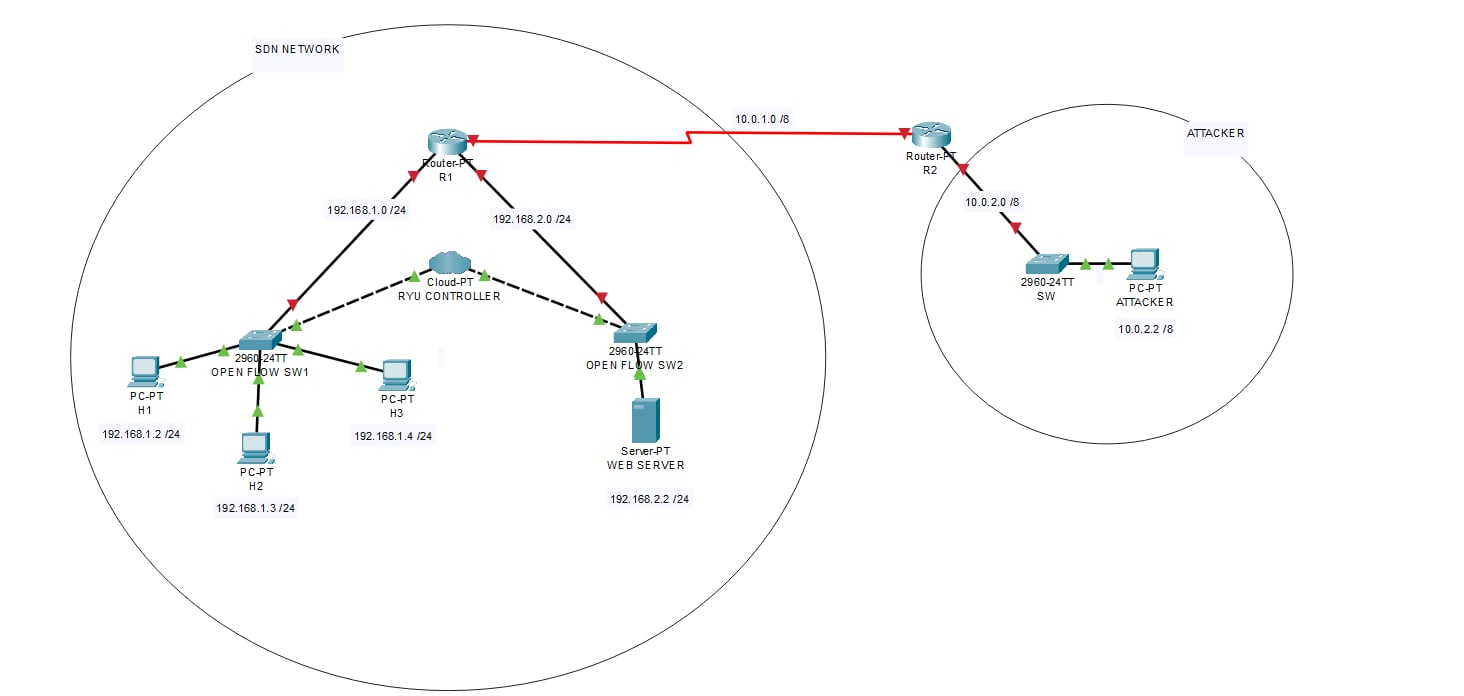 SDN NETWORK
10.0.1.0 /8
ATTACKER
Router-PT
R1
Router-PT
R2
192.168.1.0 /24
192.168.2.0 /24
10.0.2.0 /8
Cloud-PT
RYU CONTROLLER
2960-24TT
SW
PC-PT
ATTACKER
10.0.2.2 /8
2960-24TT
OPEN FLOW SW1
2960-24TT
OPEN FLOW SW2
PC-PT
H1
192.168.1.2 /24
PC-PT
H3
192.168.1.4 /24
PC-PT
H2
192.168.1.3 /24
Server-PT
WEB SERVER
192.168.2.2 /24